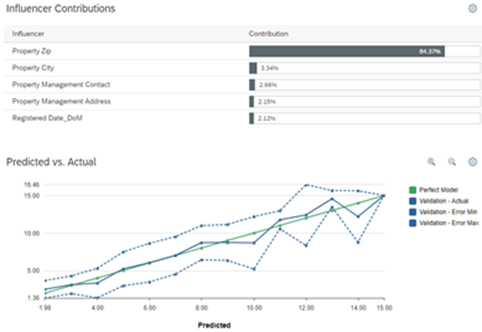 Influencer Contributions
Influencer Contribution
Property Zip 84.37%
Property City 3.34%
Property Management Contact 2.66%
Property Management Address 2.15%
Registered Date_DoM 2.12%
Predicted vs. Actual
16.46
15.00
10.00
5.00
1.36
1.98 4.00 6.00 8.00 10.00 12.00 14.00 15.00
Predicted
Perfect Model
Validation - Actual
Validation - Error Min
Validation - Error Max